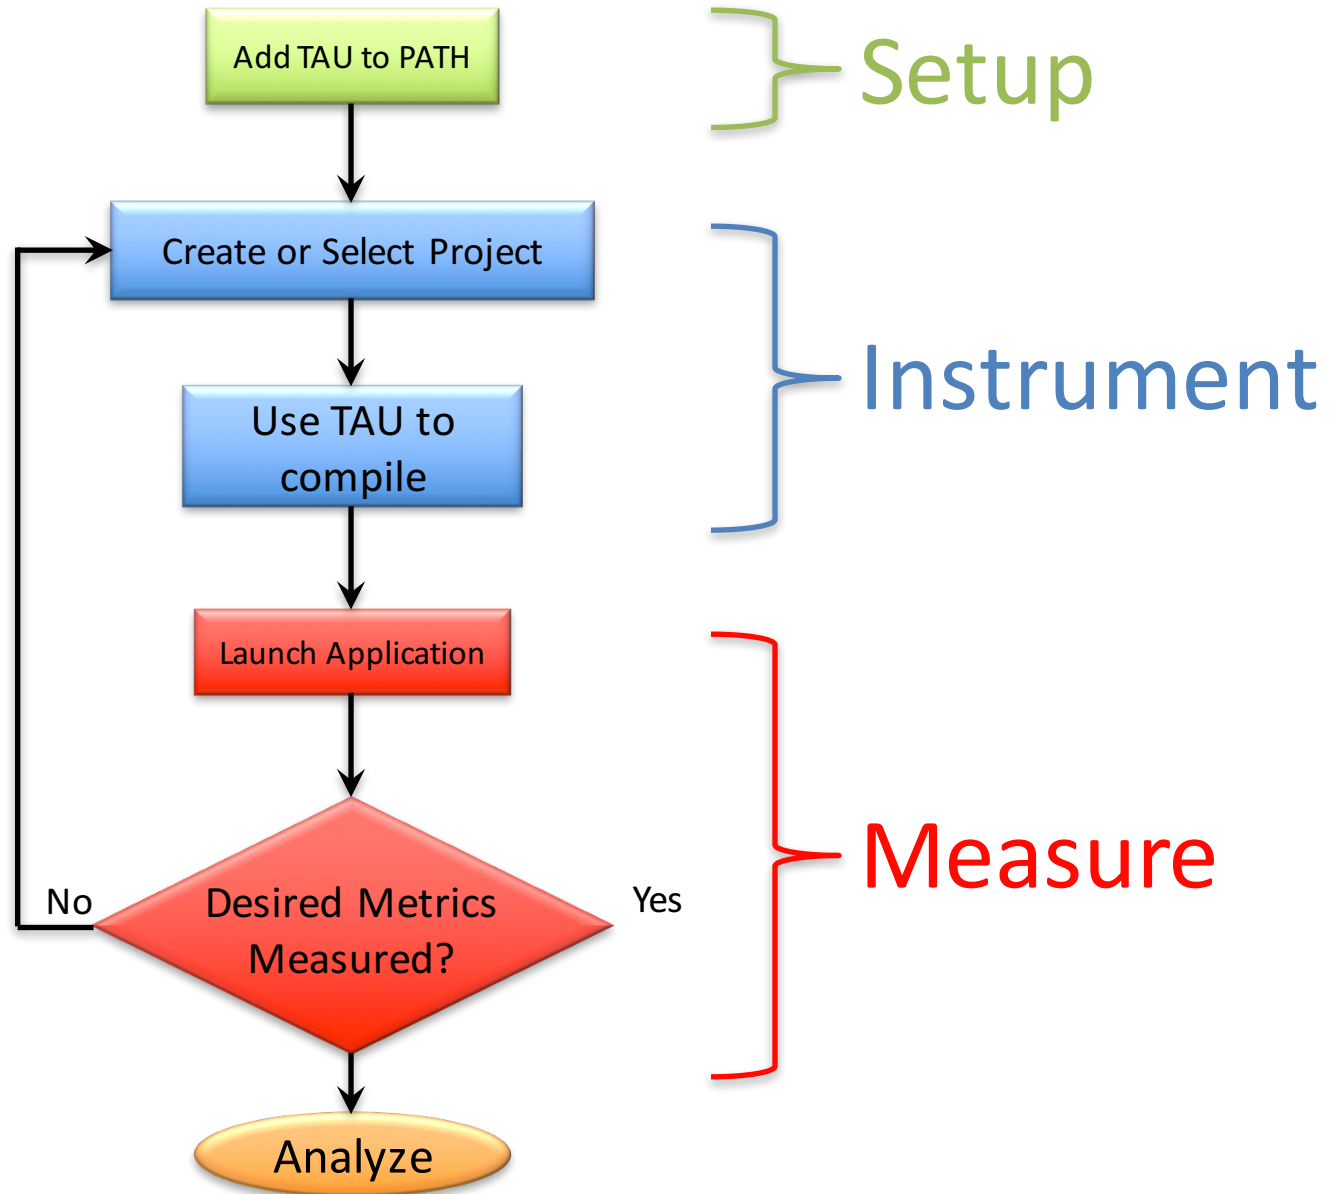 Add TAU to PATH
Setup
Create or Select Project
Instrument
Use TAU to
compile
Launch Application
Measure
No
Desired Metrics
Measured?
Yes
Analyze